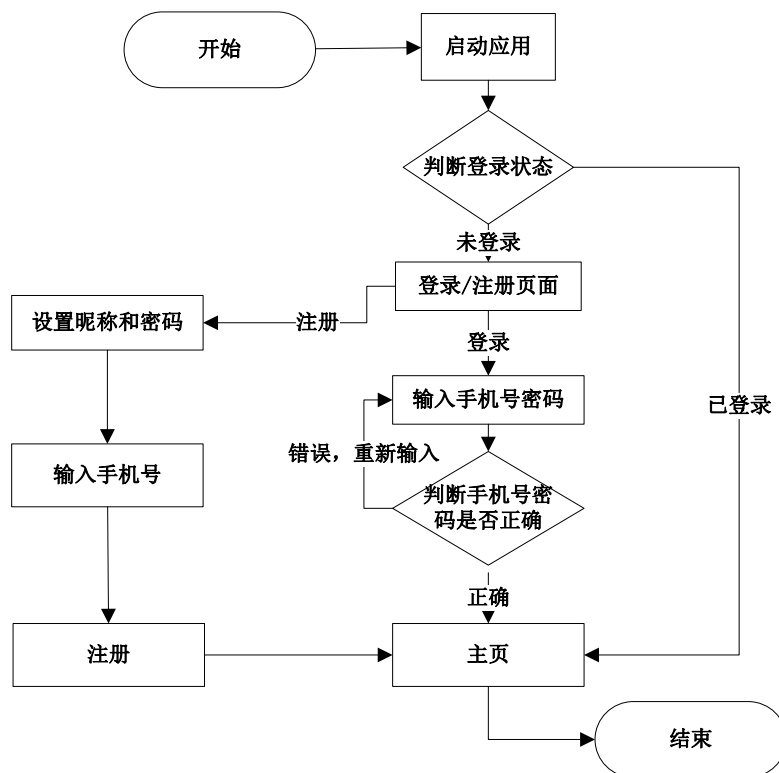 开始
启动应用
判断登录状态
未登录
登录/注册页面
设置昵称和密码
注册
登录
输入手机号密码
已登录
错误，重新输入
输入手机号
判断手机号密
码是否正确
正确
注册
主页
结束